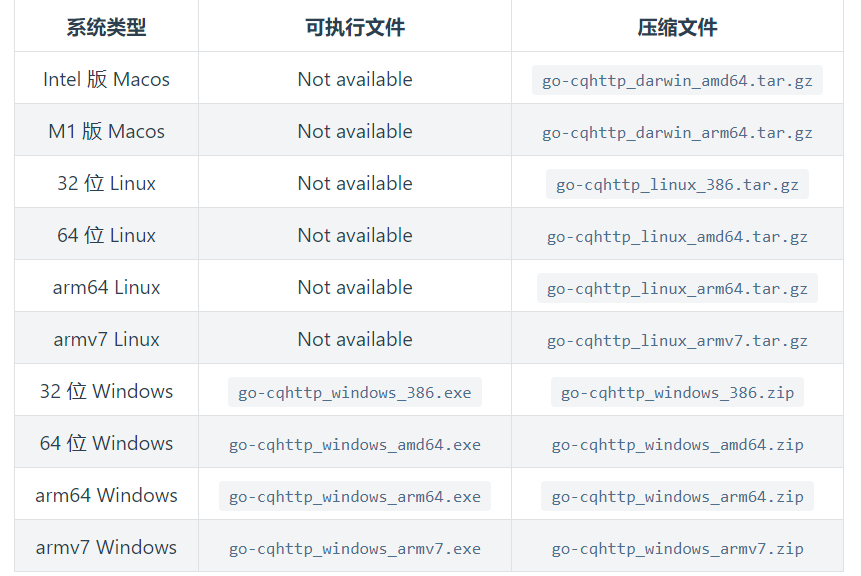 系统类型 可执行文件 压缩文件
Intel 版 Macos Not available go-cqhttp_darwin_amd64.tar.gz
M1 版 Macos Not available go-cqhttp_darwin_arm64.tar.gz
32 位 Linux Not available go-cqhttp_linux_386.tar.gz
64 位 Linux Not available go-cqhttp_linux_amd64.tar.gz
arm64 Linux Not available go-cqhttp_linux_arm64.tar.gz
armv7 Linux Not available go-cqhttp_linux_armv7.tar.gz
32 位 Windows go-cqhttp_windows_386.exe go-cqhttp_windows_386.zip
64 位 Windows go-cqhttp_windows_amd64.exe go-cqhttp_windows_amd64.zip
arm64 Windows go-cqhttp_windows_arm64.exe go-cqhttp_windows_arm64.zip
armv7 Windows go-cqhttp_windows_armv7.exe go-cqhttp_windows_armv7.zip